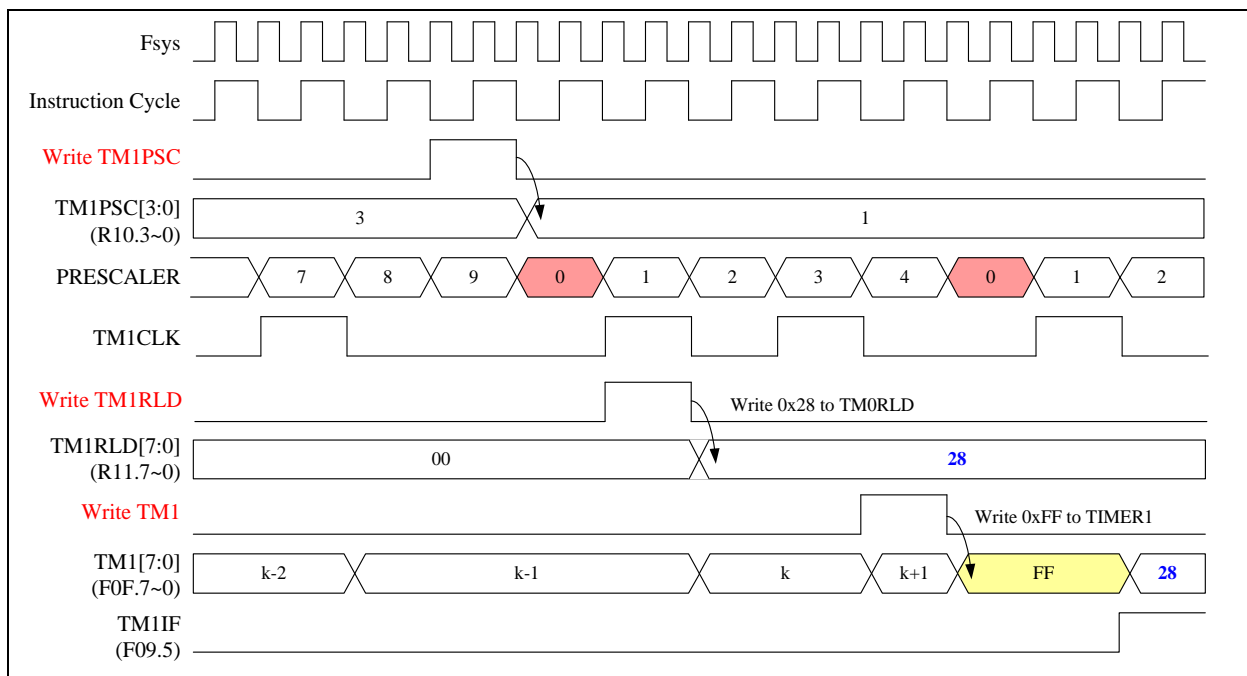 Fsys
Instruction Cycle
Write TM1PSC
TM1PSC[3:0]
(R10.3~0)
3 1
PRESCALER
7 8 9 0 1 2 3 4 0 1 2
TM1CLK
Write TM1RLD
Write 0x28 to TM0RLD
TM1RLD[7:0]
(R11.7~0)
00 28
Write TM1
Write 0xFF to TIMER1
TM1[7:0]
(F0F.7~0)
k-2 k-1 k k+1 FF 28
TM1IF
(F09.5)